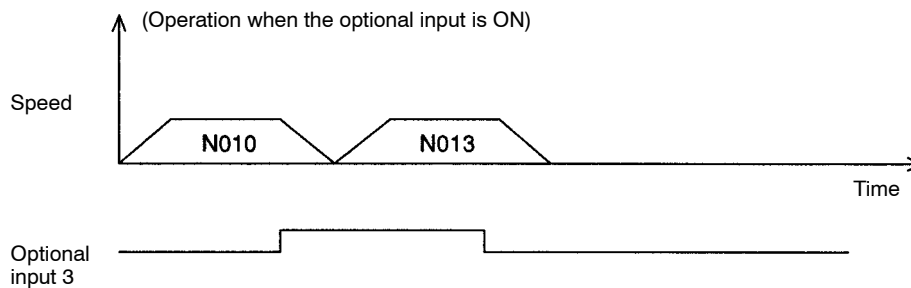 (Operation when the optional input is ON)
Speed
N010
N013
Time
Optional
input 3